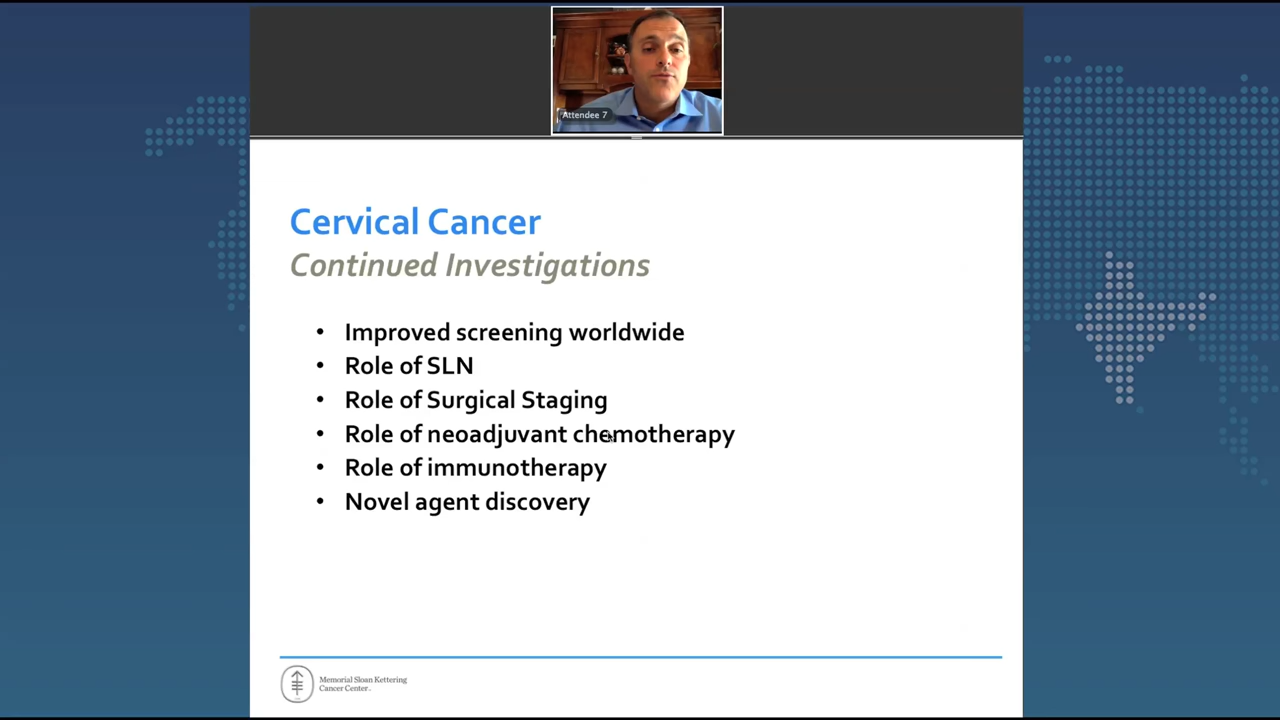 Attendee 7
Cervical Cancer
Continued Investigations
• Improved screening worldwide
• Role of SLN
• Role of Surgical Staging
• Role of neoadjuvant chemotherapy
• Role of immunotherapy
• Novel agent discovery
Memorial Sloan Kettering
Cancer Center